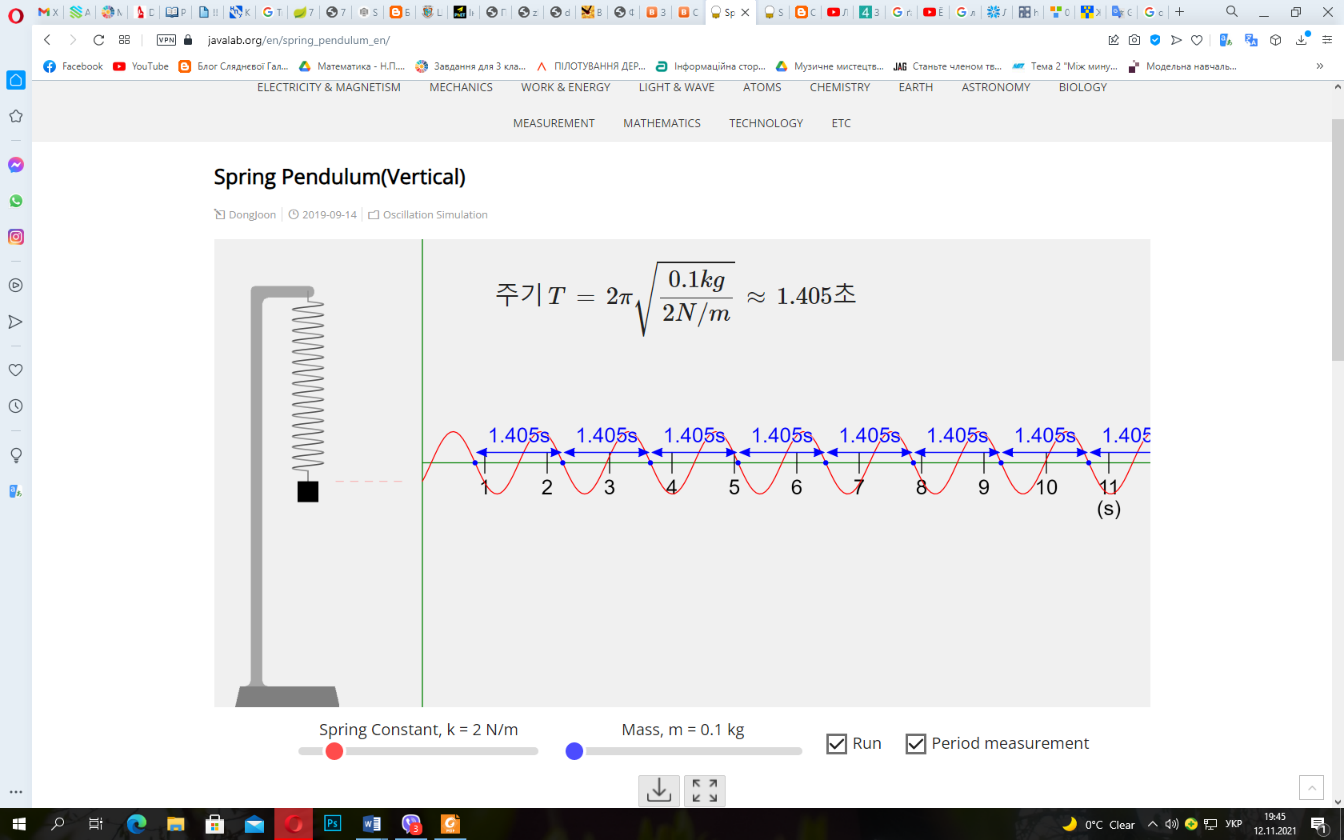 javalab.org/en/spring_pendulum_en/
VPN
Facebook YouTube Блог Сляднєвої Гал... Математика - Н.П.... Завдання для 3 кла... ПІЛОТУВАННЯ ДЕР... Інформаційна стор... Музичне мистецтв... JAG Станьте членом тв... Тема 2 "Між мину... Модельна навчаль...
ELECTRICITY & MAGNETISM MECHANICS WORK & ENERGY LIGHT & WAVE ATOMS CHEMISTRY EARTH ASTRONOMY BIOLOGY
MEASUREMENT MATHEMATICS TECHNOLOGY ETC
Spring Pendulum(Vertical)
DongJoon 2019-09-14 Oscillation Simulation
주기 T = 2π√(0.1kg / 2N/m) ≈ 1.405초
1.405s 1.405s 1.405s 1.405s 1.405s 1.405s 1.405s 1.405
1 2 3 4 5 6 7 8 9 10 11
(s)
Spring Constant, k = 2 N/m Mass, m = 0.1 kg
Run Period measurement
0°C Clear УКР 19:45
12.11.2021